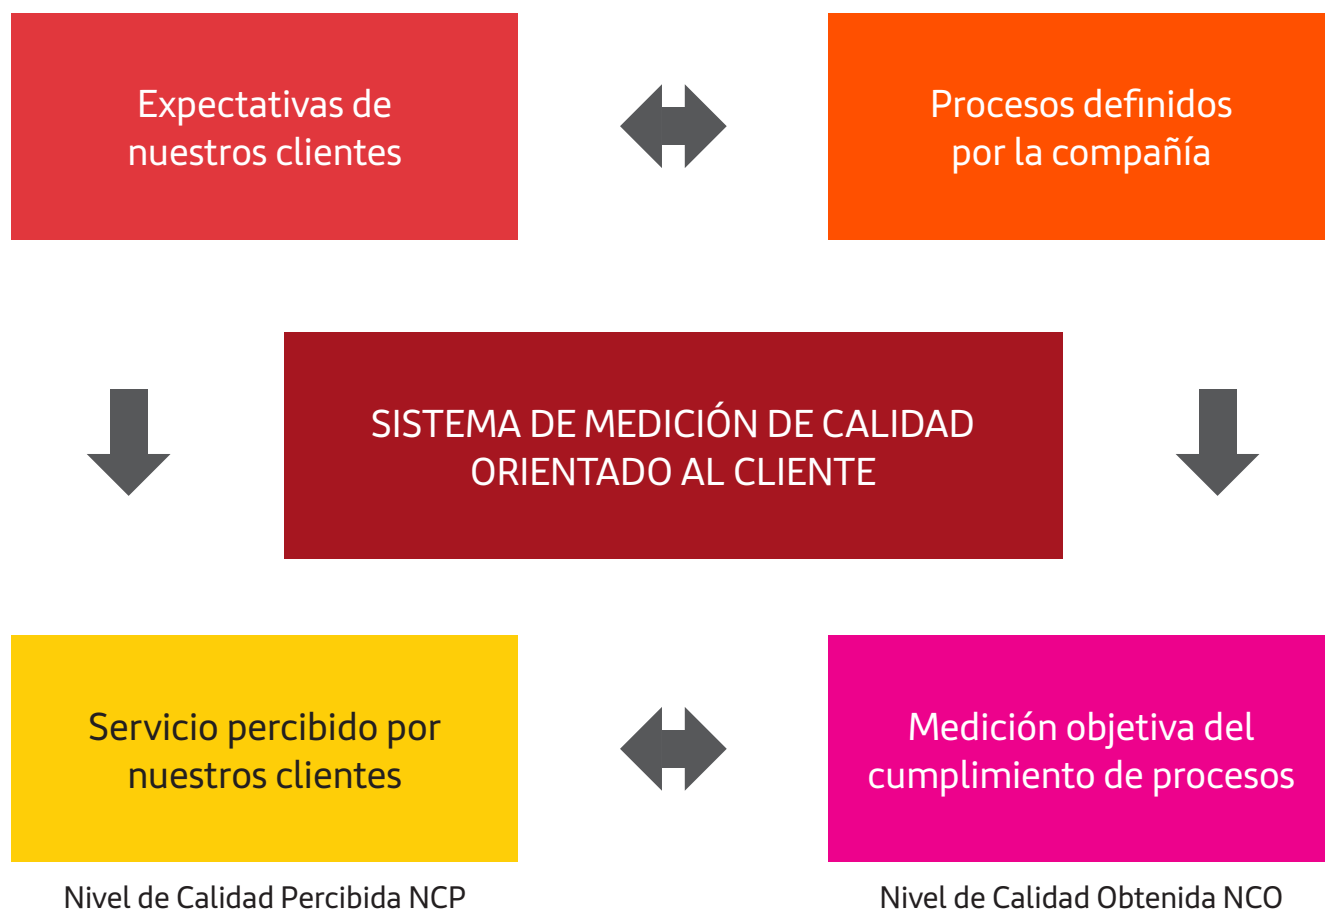 Expectativas de
nuestros clientes
Procesos definidos
por la compañía
SISTEMA DE MEDICIÓN DE CALIDAD
ORIENTADO AL CLIENTE
Servicio percibido por
nuestros clientes
Medición objetiva del
cumplimiento de procesos
Nivel de Calidad Percibida NCP
Nivel de Calidad Obtenida NCO